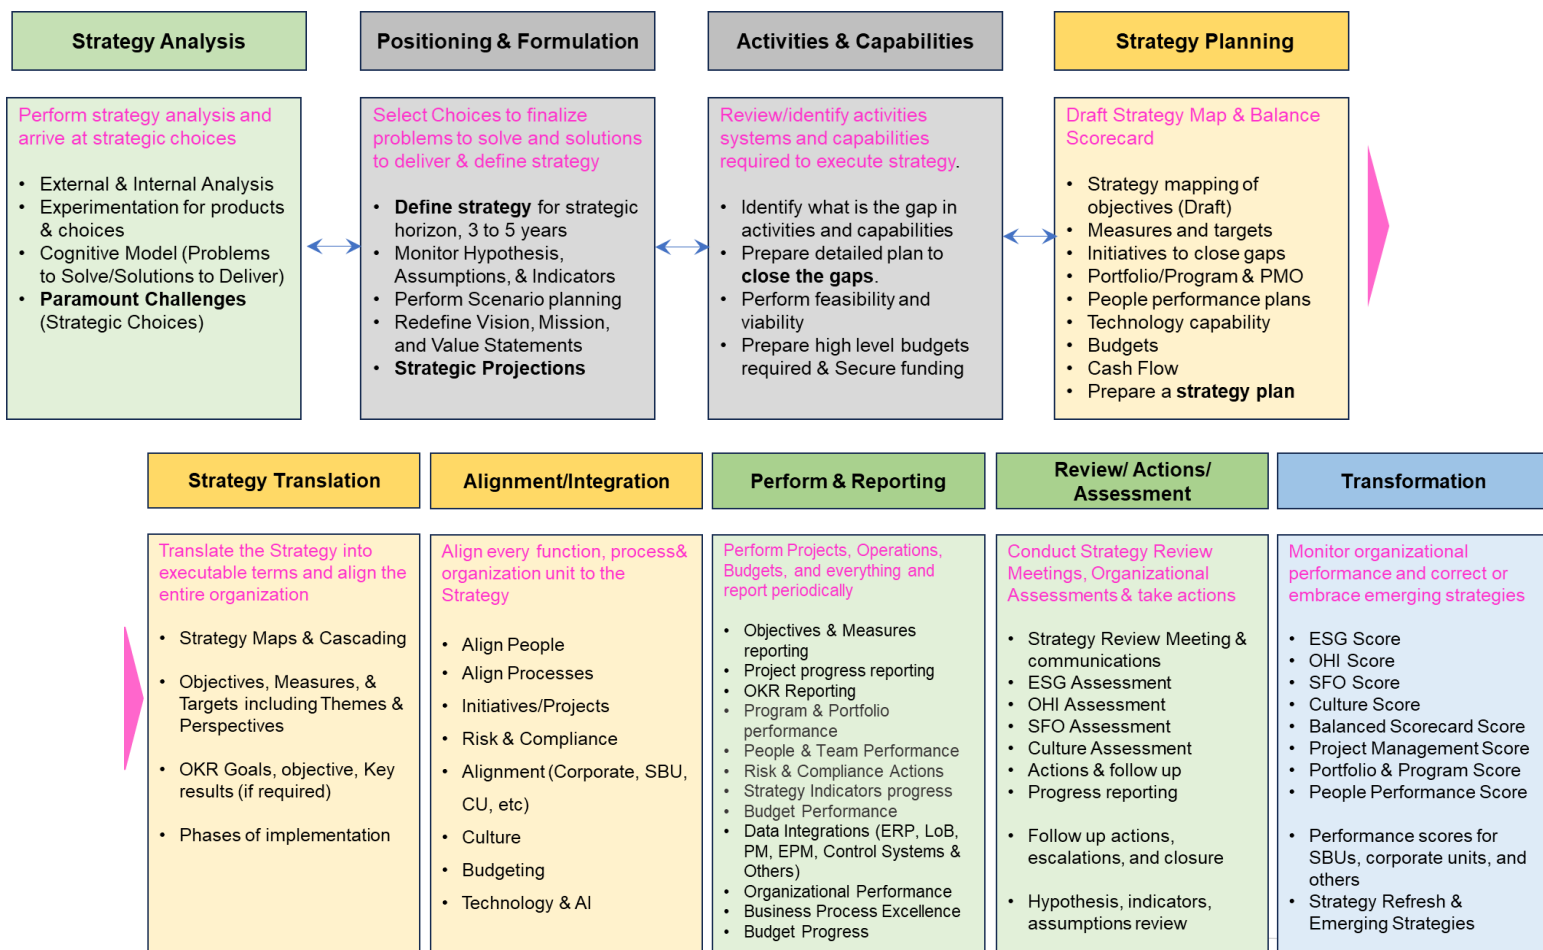 Strategy Analysis
Perform strategy analysis and
arrive at strategic choices
• External & Internal Analysis
• Experimentation for products
& choices
• Cognitive Model (Problems
to Solve/Solutions to Deliver)
• Paramount Challenges
(Strategic Choices)
Positioning & Formulation
Select Choices to finalize
problems to solve and solutions
to deliver & define strategy
• Define strategy for strategic
horizon, 3 to 5 years
• Monitor Hypothesis,
Assumptions, & Indicators
• Perform Scenario planning
• Redefine Vision, Mission,
and Value Statements
• Strategic Projections
Activities & Capabilities
Review/identify activities
systems and capabilities
required to execute strategy.
• Identify what is the gap in
activities and capabilities
• Prepare detailed plan to
close the gaps.
• Perform feasibility and
viability
• Prepare high level budgets
required & Secure funding
Strategy Planning
Draft Strategy Map & Balance
Scorecard
• Strategy mapping of
objectives (Draft)
• Measures and targets
• Initiatives to close gaps
• Portfolio/Program & PMO
• People performance plans
• Technology capability
• Budgets
• Cash Flow
• Prepare a strategy plan
Strategy Translation
Translate the Strategy into
executable terms and align the
entire organization
• Strategy Maps & Cascading
• Objectives, Measures, &
Targets including Themes &
Perspectives
• OKR Goals, objective, Key
results (if required)
• Phases of implementation
Alignment/Integration
Align every function, process&
organization unit to the
Strategy
• Align People
• Align Processes
• Initiatives/Projects
• Risk & Compliance
• Alignment (Corporate, SBU,
CU, etc)
• Culture
• Budgeting
• Technology & AI
Perform & Reporting
Perform Projects, Operations,
Budgets, and everything and
report periodically
• Objectives & Measures
reporting
• Project progress reporting
• OKR Reporting
• Program & Portfolio
performance
• People & Team Performance
• Risk & Compliance Actions
• Strategy Indicators progress
• Budget Performance
• Data Integrations (ERP, LoB,
PM, EPM, Control Systems &
Others)
• Organizational Performance
• Business Process Excellence
• Budget Progress
Review/ Actions/
Assessment
Conduct Strategy Review
Meetings, Organizational
Assessments & take actions
• Strategy Review Meeting &
communications
• ESG Assessment
• OHI Assessment
• SFO Assessment
• Culture Assessment
• Actions & follow up
• Progress reporting
• Follow up actions,
escalations, and closure
• Hypothesis, indicators,
assumptions review
Transformation
Monitor organizational
performance and correct or
embrace emerging strategies
• ESG Score
• OHI Score
• SFO Score
• Culture Score
• Balanced Scorecard Score
• Project Management Score
• Portfolio & Program Score
• People Performance Score
• Performance scores for
SBUs, corporate units, and
others
• Strategy Refresh &
Emerging Strategies